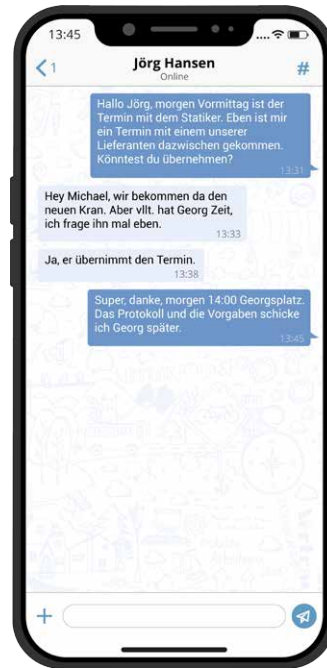 13:45
1
Jörg Hansen
#
Online
Hallo Jörg, morgen Vormittag ist der
Termin mit dem Statiker. Eben ist mir
ein Termin mit einem unserer
Lieferanten dazwischen gekommen.
Könntest du übernehmen?
13:31
Hey Michael, wir bekommen da den
neuen Kran. Aber vllt. hat Georg Zeit,
ich frage ihn mal eben.
13:33
Ja, er übernimmt den Termin.
13:38
Super, danke, morgen 14:00 Georgsplatz.
Das Protokoll und die Vorgaben schicke
ich Georg später.
13:45